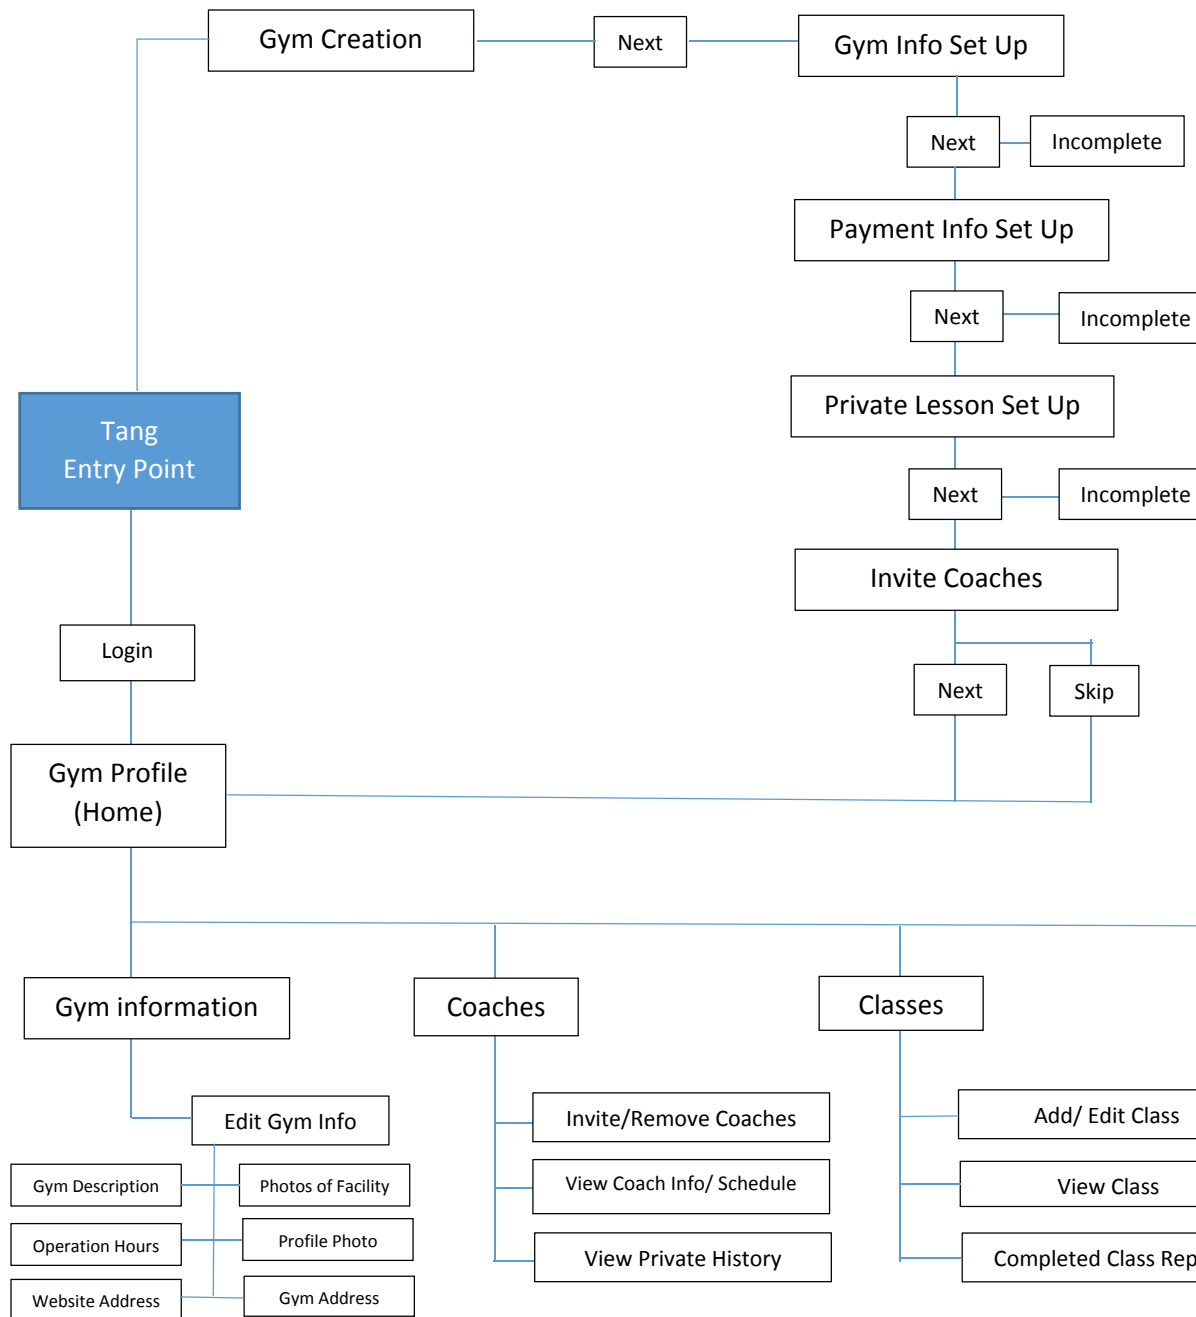 Gym Creation
Next
Gym Info Set Up
Next
Incomplete
Payment Info Set Up
Next
Incomplete
Private Lesson Set Up
Tang
Entry Point
Next
Incomplete
Invite Coaches
Login
Next
Skip
Gym Profile
(Home)
Gym information
Coaches
Classes
Edit Gym Info
Invite/Remove Coaches
Add/ Edit Class
Gym Description
Photos of Facility
View Coach Info/ Schedule
View Class
Operation Hours
Profile Photo
View Private History
Completed Class Rep
Website Address
Gym Address